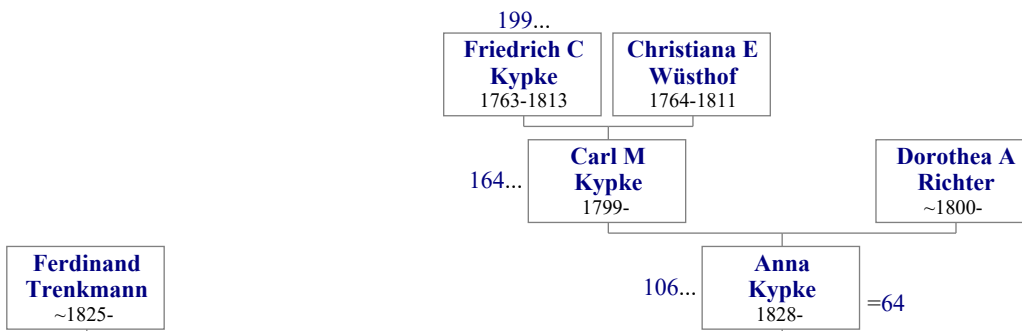 199...
Friedrich C
Kypke
1763-1813
Christiana E
Wüsthof
1764-1811
164...
Carl M
Kypke
1799-
Dorothea A
Richter
~1800-
Ferdinand
Trenkmann
~1825-
106...
Anna
Kypke
1828-
=64